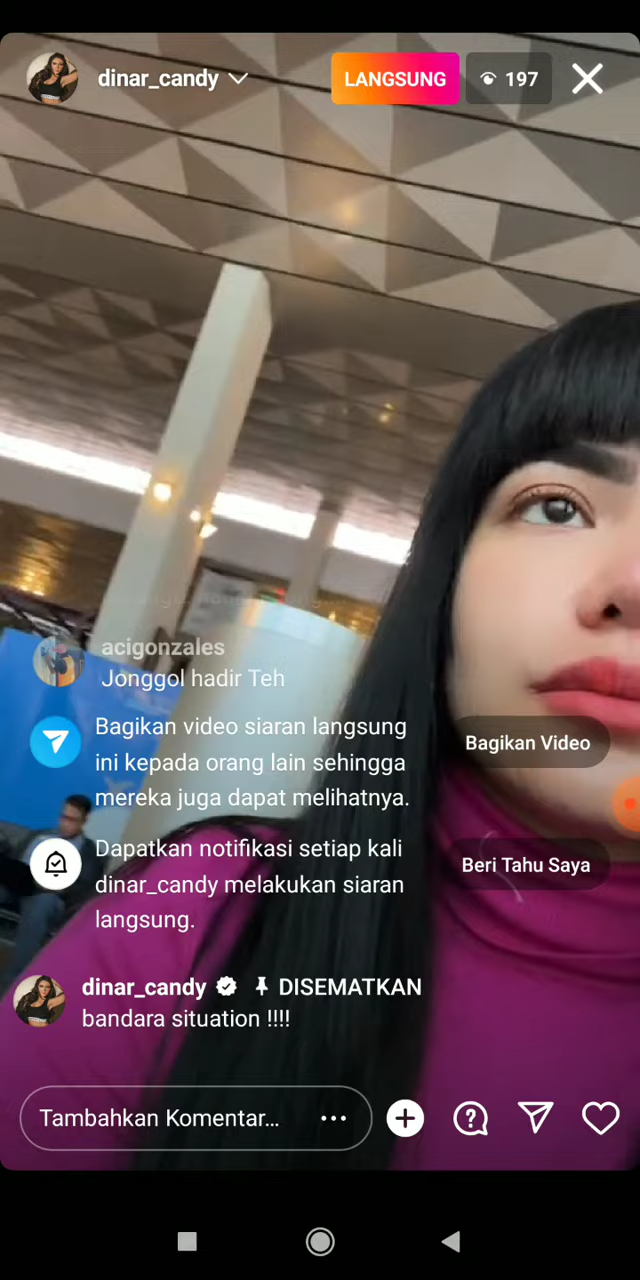 dinar_candy
LANGSUNG
197
acigonzales
Jonggol hadir Teh
Bagikan video siaran langsung
ini kepada orang lain sehingga
mereka juga dapat melihatnya.
Bagikan Video
Dapatkan notifikasi setiap kali
dinar_candy melakukan siaran
langsung.
Beri Tahu Saya
dinar_candy DISEMATKAN
bandara situation !!!!
Tambahkan Komentar...